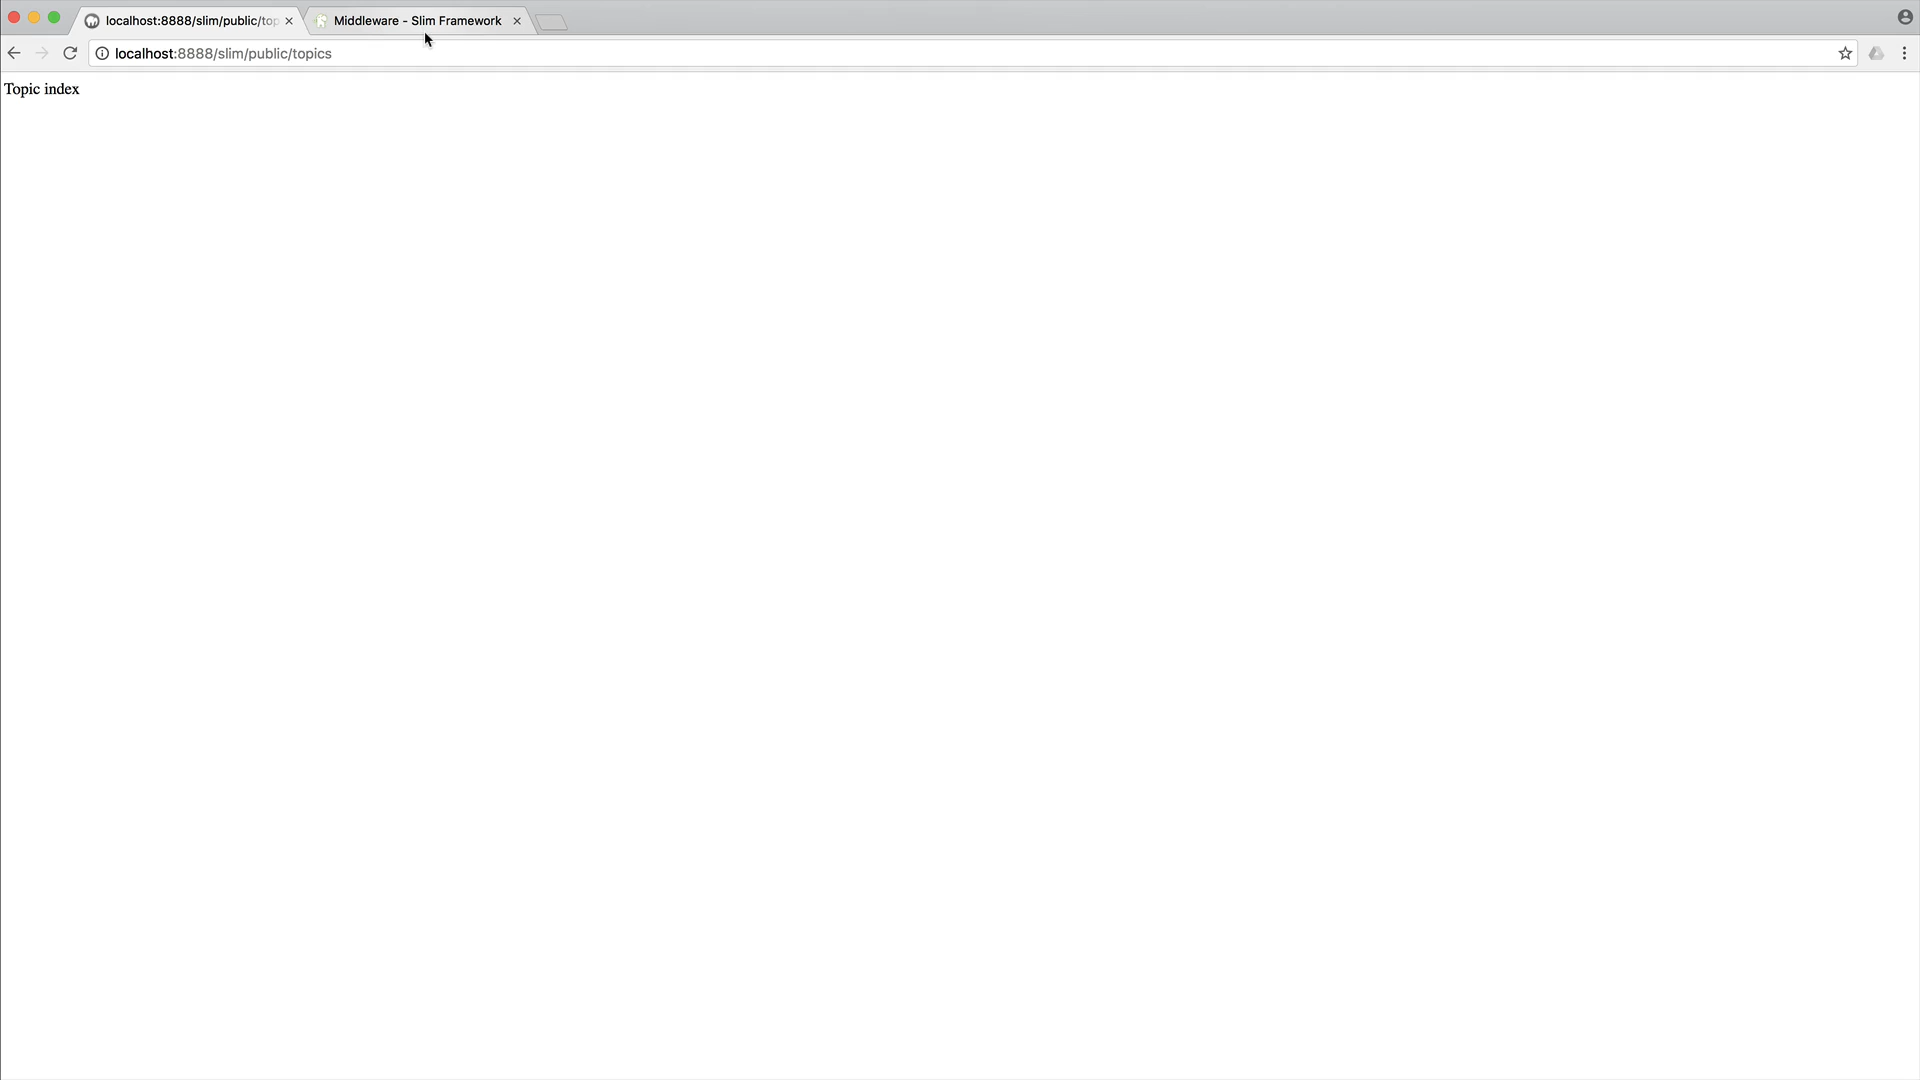 localhost:8888/slim/public/top
Middleware - Slim Framework
localhost:8888/slim/public/topics
Topic index